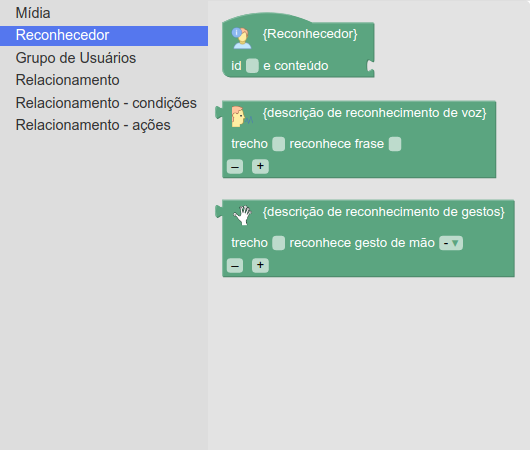 Mídia
Reconhecedor
Grupo de Usuários
Relacionamento
Relacionamento - condições
Relacionamento - ações
{Reconhecedor}
id e conteúdo
{descrição de reconhecimento de voz}
trecho reconhece frase
– +
{descrição de reconhecimento de gestos}
trecho reconhece gesto de mão - ▾
– +